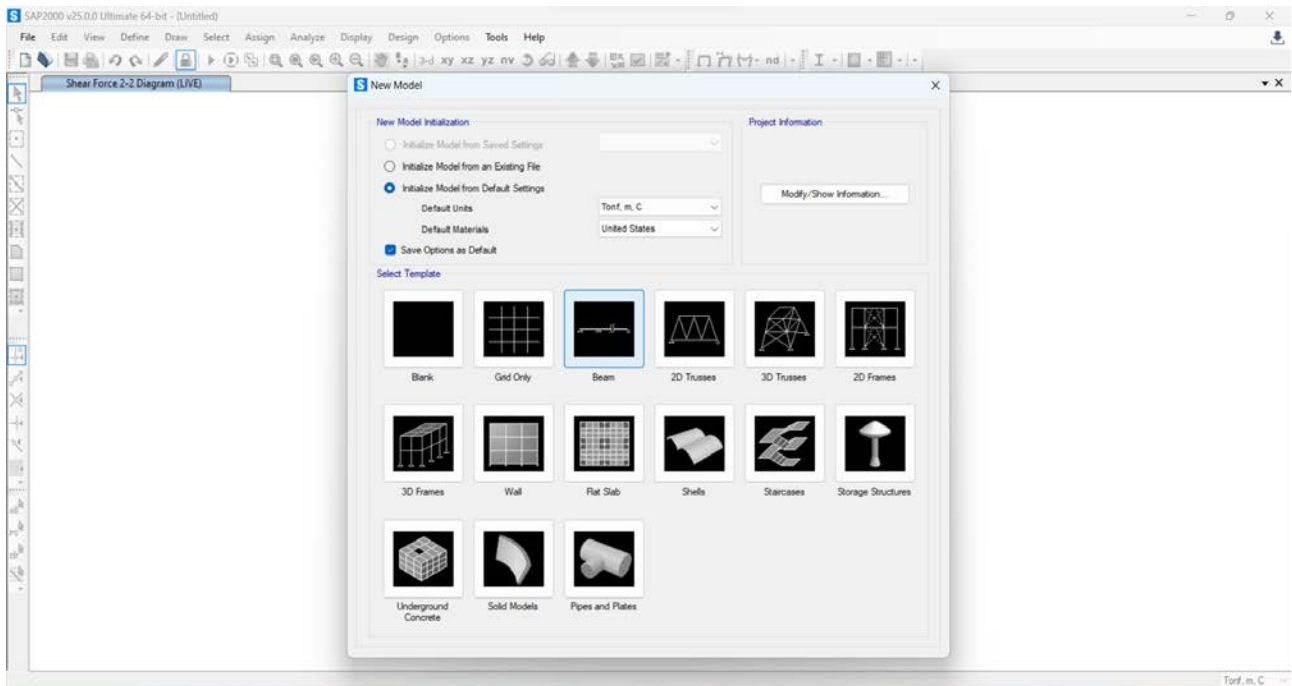 SAP2000 v25.0.0 Ultimate 64-bit - (Untitled)
File Edit View Define Draw Select Assign Analyze Display Design Options Tools Help
3-d xy xz yz nv
nd
Shear Force 2-2 Diagram (LIVE)
New Model
New Model Initialization
Project Information
Initialize Model from Saved Settings
Initialize Model from an Existing File
Initialize Model from Default Settings
Modify/Show Information...
Default Units Tonf, m, C
Default Materials United States
Save Options as Default
Select Template
Blank Grid Only Beam 2D Trusses 3D Trusses 2D Frames
3D Frames Wall Flat Slab Shells Staircases Storage Structures
Underground Concrete Solid Models Pipes and Plates
Tonf, m, C